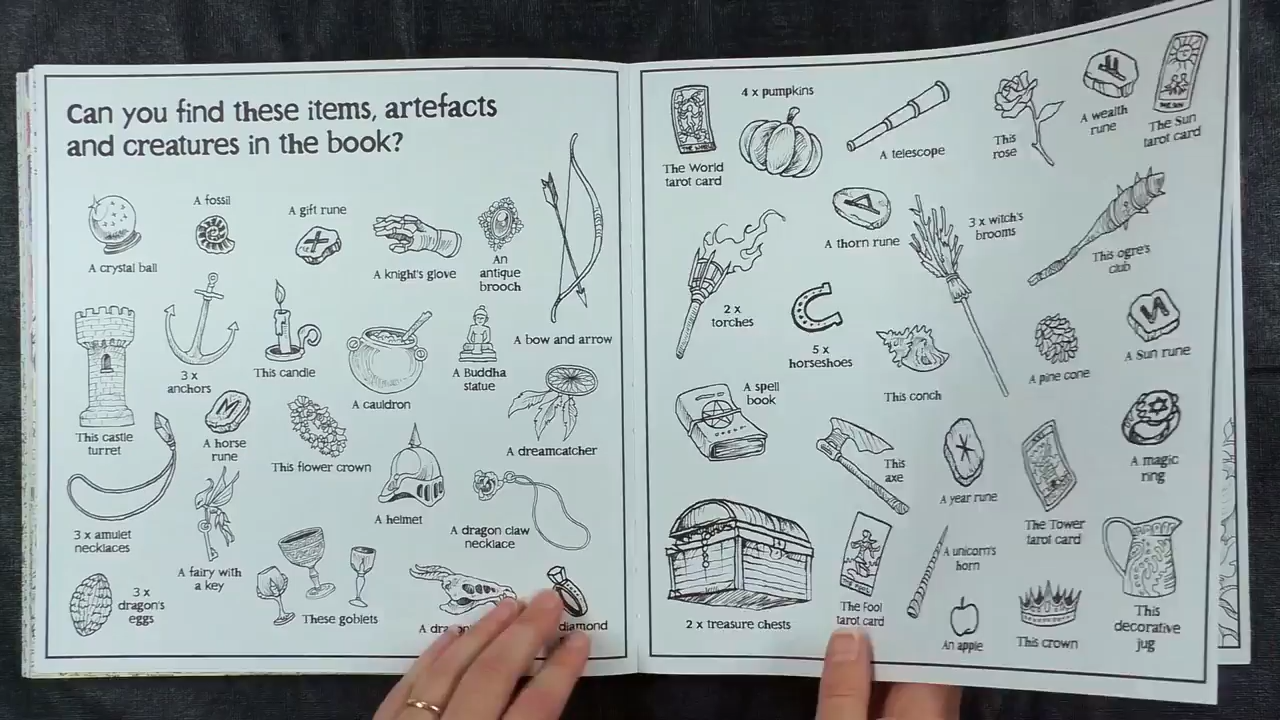 Can you find these items, artefacts
and creatures in the book?
A crystal ball
A fossil
A gift rune
A knight's glove
An
antique
brooch
A bow and arrow
This castle
turret
3 x
anchors
This candle
A cauldron
A Buddha
statue
A horse
rune
This flower crown
A helmet
A dreamcatcher
3 x amulet
necklaces
A fairy with
a key
A dragon claw
necklace
3 x
dragon's
eggs
These goblets
diamond
The World
tarot card
4 x pumpkins
A telescope
This
rose
A wealth
rune
The Sun
tarot card
2 x
torches
A thorn rune
3 x witch's
brooms
This ogre's
club
5 x
horseshoes
This conch
A pine cone
A Sun rune
A spell
book
This
axe
A year rune
The Tower
tarot card
A magic
ring
2 x treasure chests
The Fool
tarot card
A unicorn's
horn
An apple
This crown
This
decorative
jug